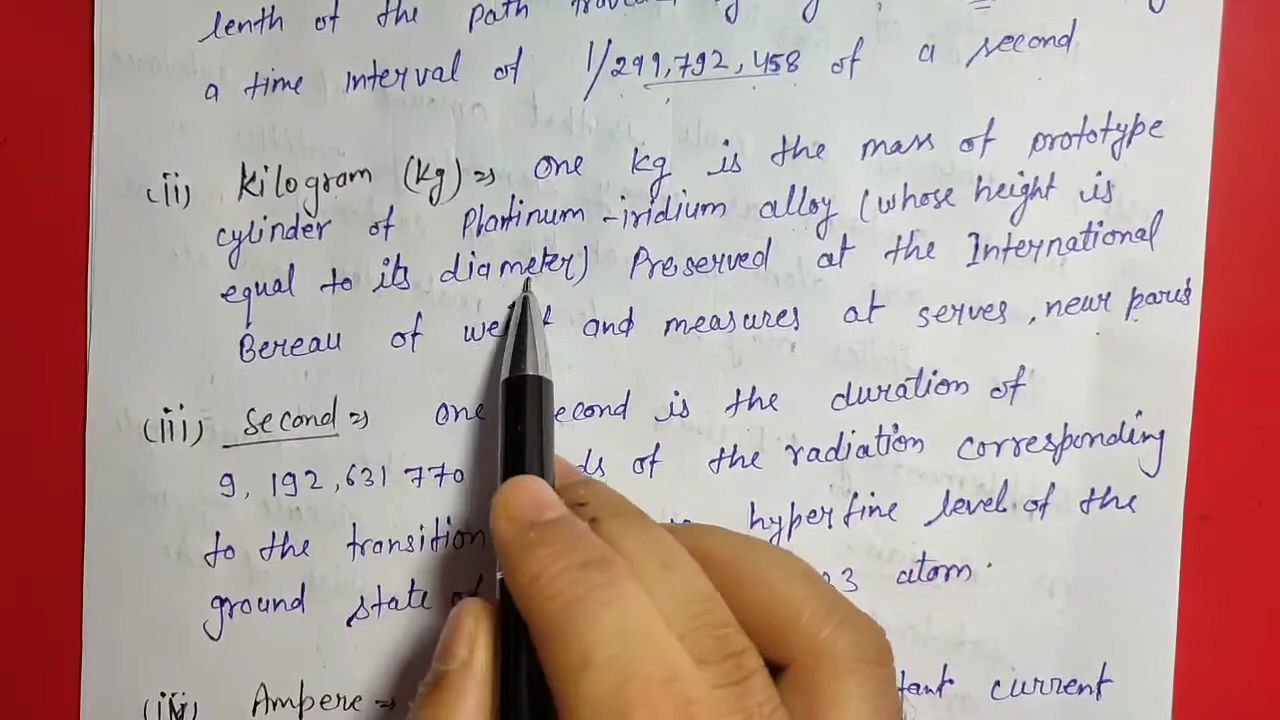 lenth of the path
a time interval of 1/299,792,458 of a second
(ii) Kilogram (kg) ⇒ one kg is the mass of prototype
cylinder of Platinum-iridium alloy (whose height is
equal to its diameter) Preserved at the International
Bereau of and measures at serves, near paris
(iii) Second ⇒ one second is the duration of
9,192,631 770 of the radiation corresponding
to the transition hyperfine level of the
ground state of atom.
(iv) Ampere ⇒ current